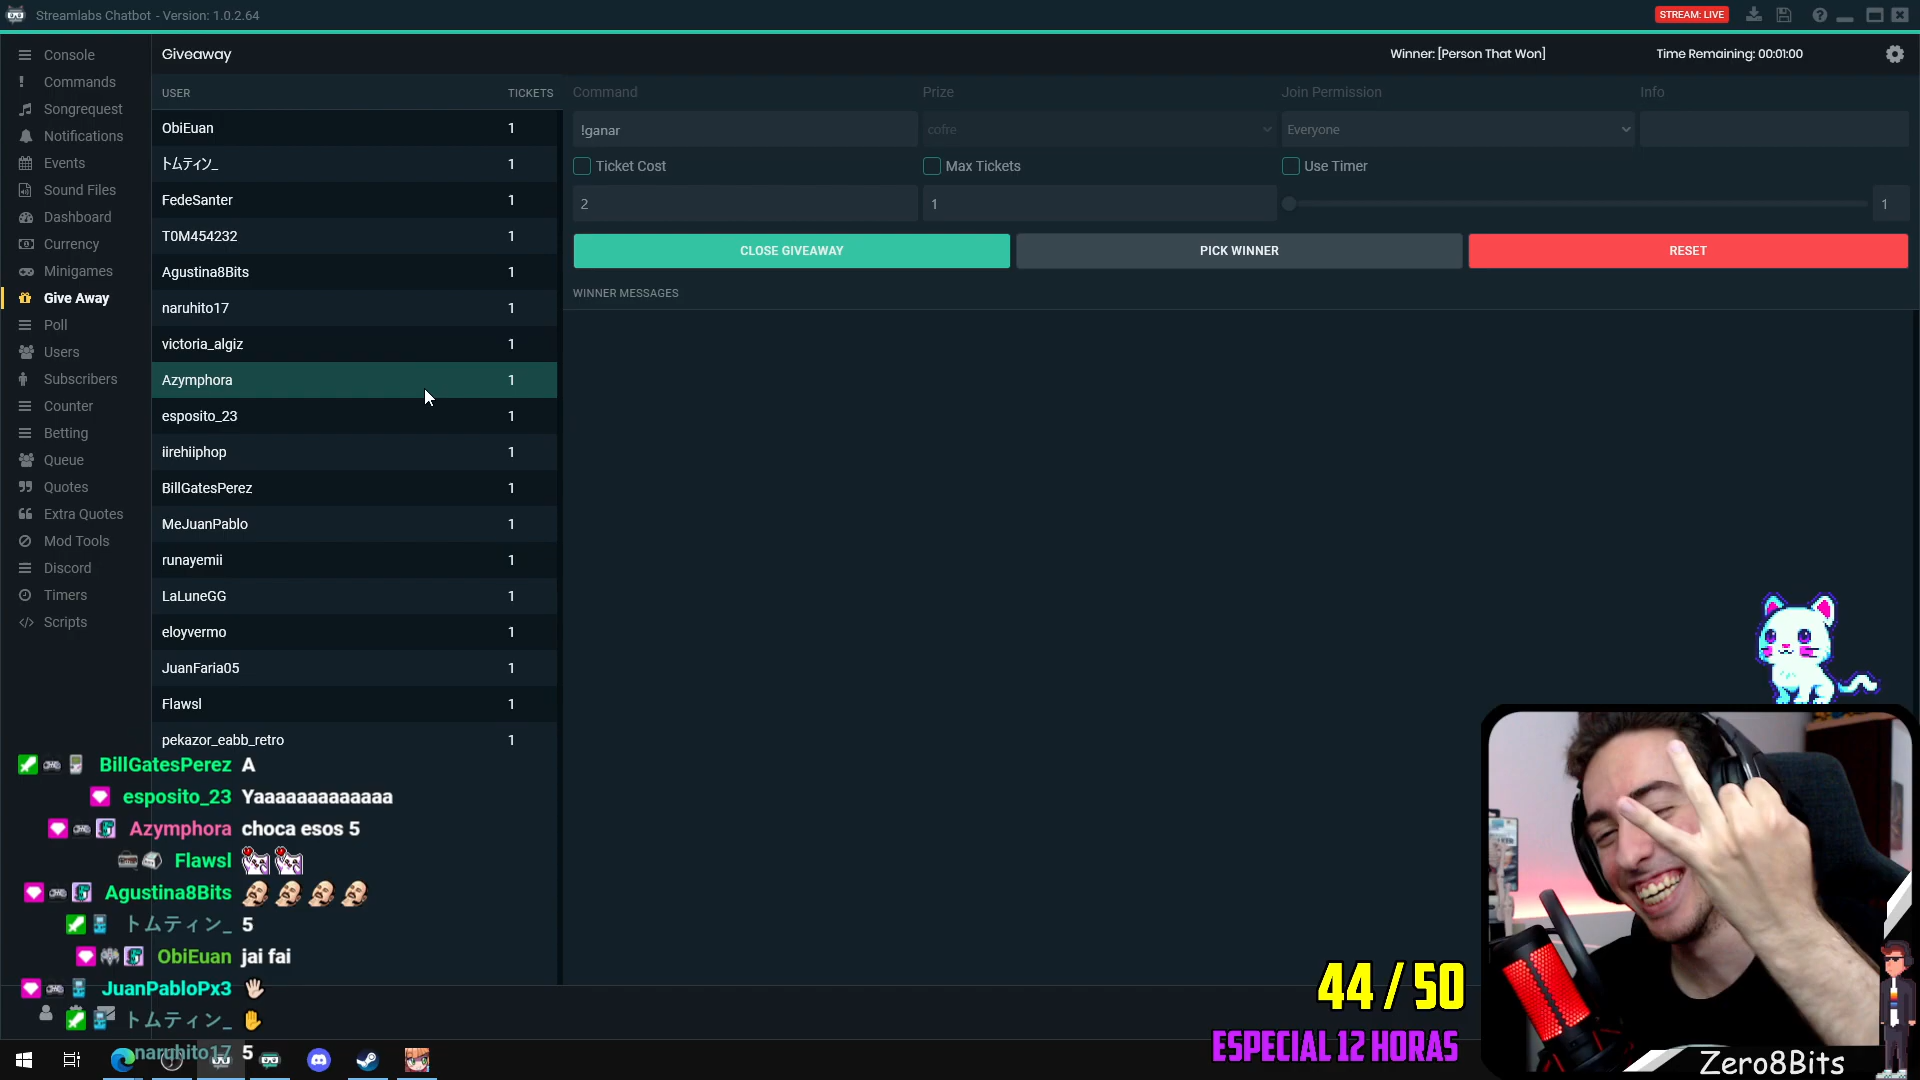 Streamlabs Chatbot - Version: 1.0.2.64
STREAM: LIVE
Console
Commands
Songrequest
Notifications
Events
Sound Files
Dashboard
Currency
Minigames
Give Away
Poll
Users
Subscribers
Counter
Betting
Queue
Quotes
Extra Quotes
Mod Tools
Discord
Timers
Scripts
Giveaway
Winner: [Person That Won]
Time Remaining: 00:01:00
USER TICKETS
ObiEuan 1
トムティン_ 1
FedeSanter 1
T0M454232 1
Agustina8Bits 1
naruhito17 1
victoria_algiz 1
Azymphora 1
esposito_23 1
iirehiiphop 1
BillGatesPerez 1
MeJuanPablo 1
runayemii 1
LaLuneGG 1
eloyvermo 1
JuanFaria05 1
Flawsl 1
pekazor_eabb_retro 1
Command Prize Join Permission Info
!ganar cofre Everyone
Ticket Cost Max Tickets Use Timer
2 1 1
CLOSE GIVEAWAY PICK WINNER RESET
WINNER MESSAGES
BillGatesPerez A
esposito_23 Yaaaaaaaaaaaaa
Azymphora choca esos 5
Flawsl
Agustina8Bits
トムティン_ 5
ObiEuan jai fai
JuanPabloPx3 🖐
トムティン_ ✋
naruhito17 5
44 / 50
ESPECIAL 12 HORAS
Zero8Bits